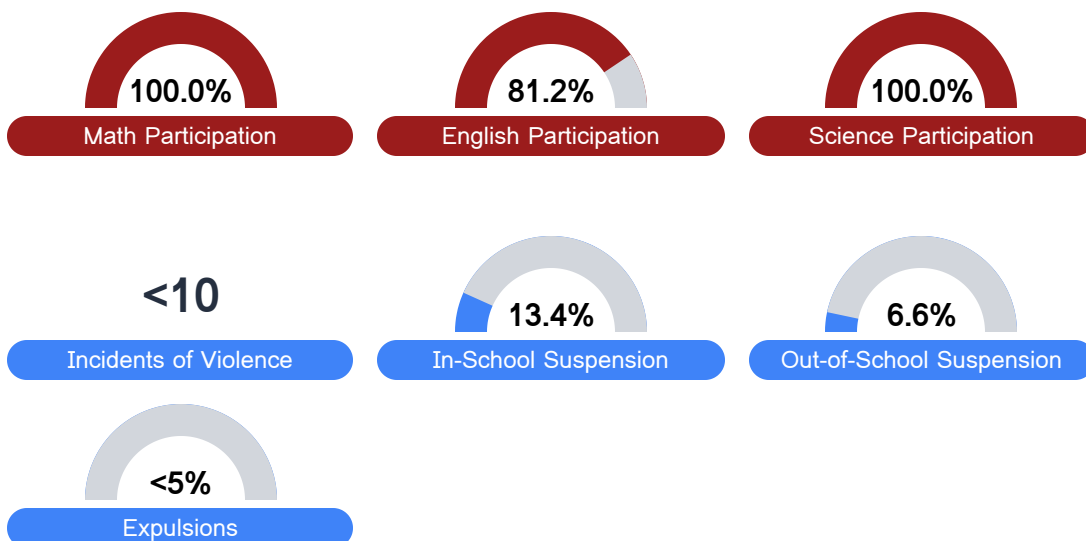 100.0%
Math Participation
81.2%
English Participation
100.0%
Science Participation
<10
Incidents of Violence
13.4%
In-School Suspension
6.6%
Out-of-School Suspension
<5%
Expulsions